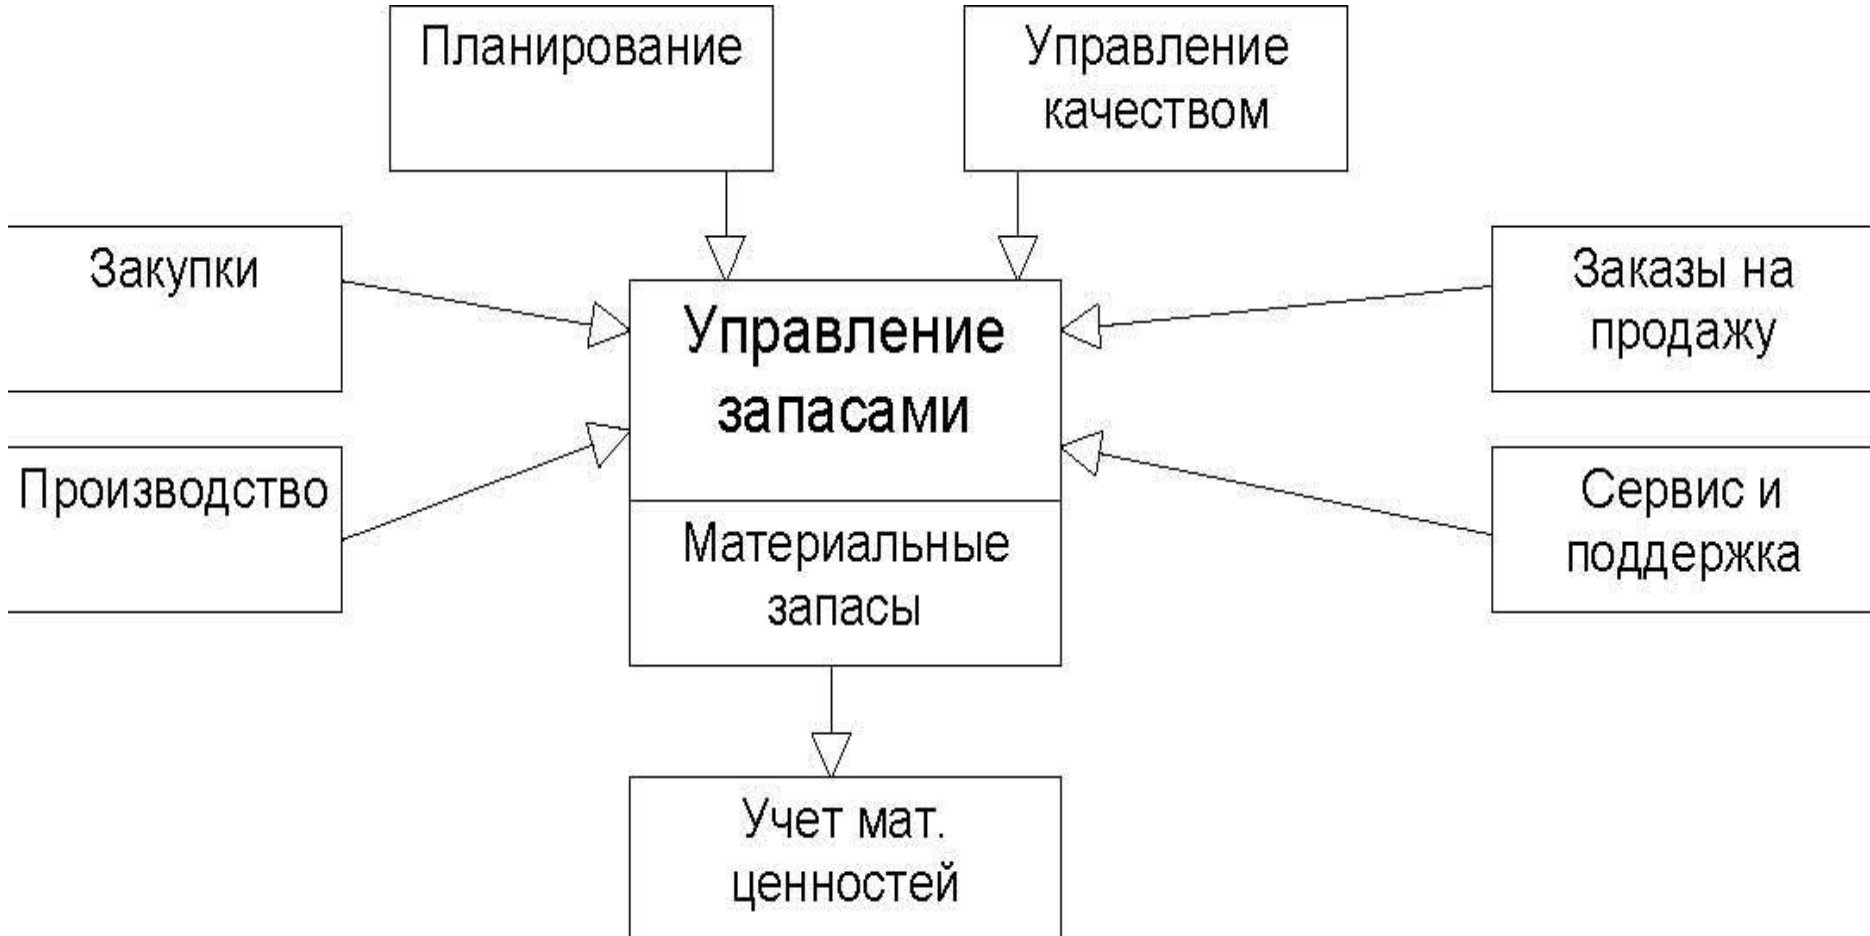 Планирование
Управление
качеством
Закупки
Заказы на
продажу
Управление
запасами
Производство
Сервис и
поддержка
Материальные
запасы
Учет мат.
ценностей